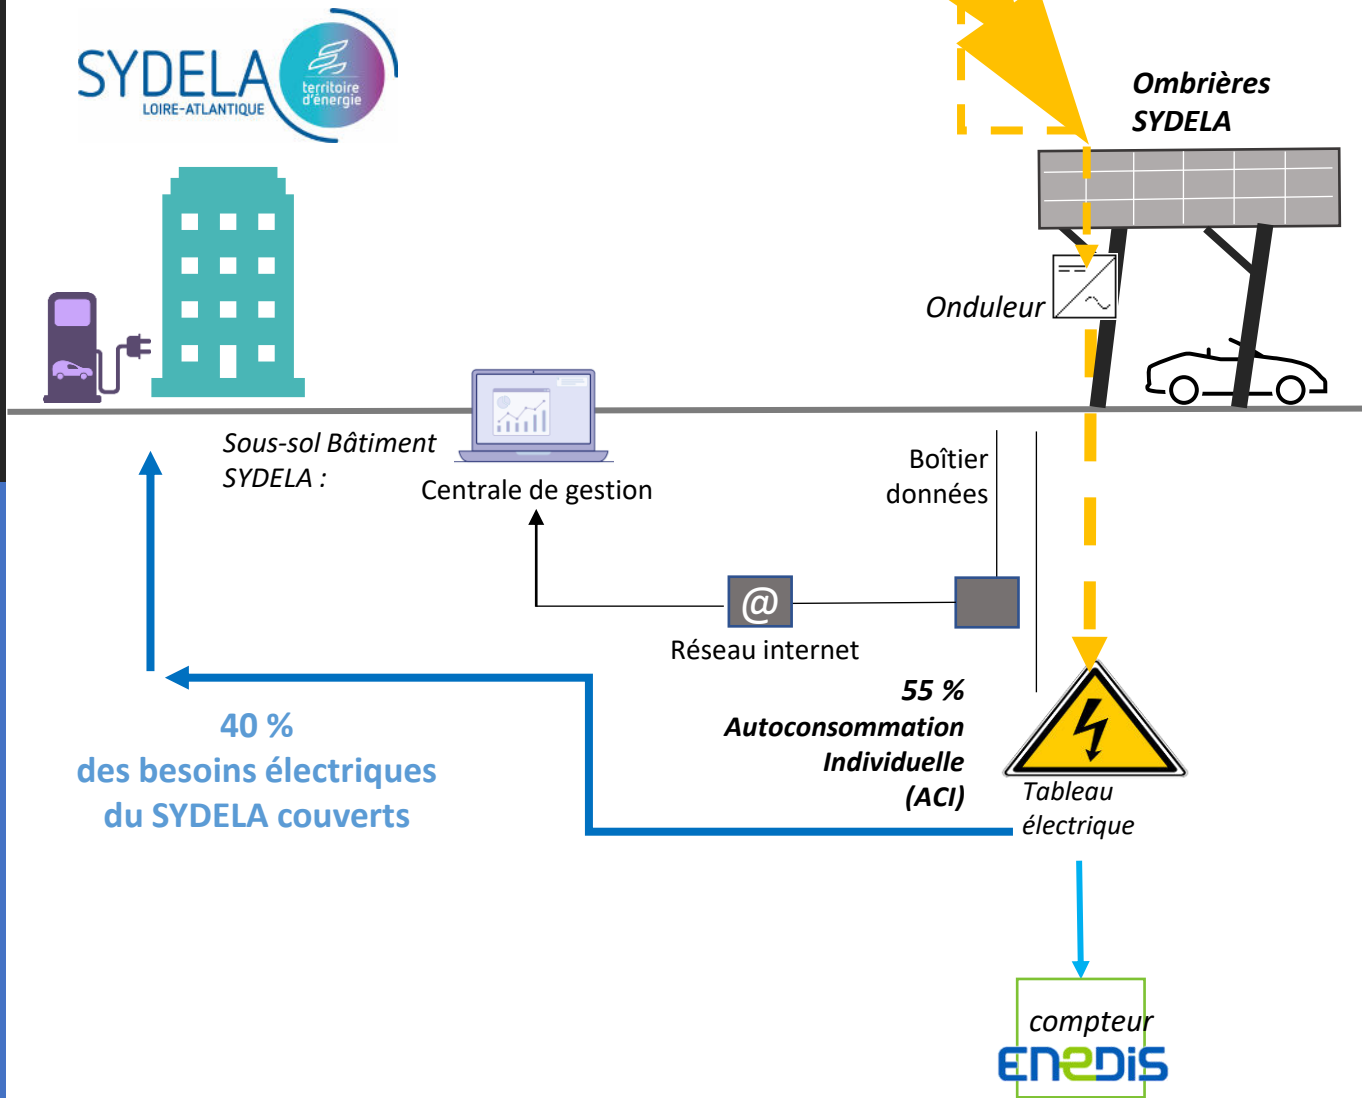 SYDELA
LOIRE-ATLANTIQUE
territoire
d'énergie
Ombrières
SYDELA
Onduleur
Sous-sol Bâtiment
SYDELA :
Centrale de gestion
Boîtier
données
@
Réseau internet
55 %
Autoconsommation
Individuelle
(ACI)
40 %
des besoins électriques
du SYDELA couverts
Tableau
électrique
compteur
ENEDIS